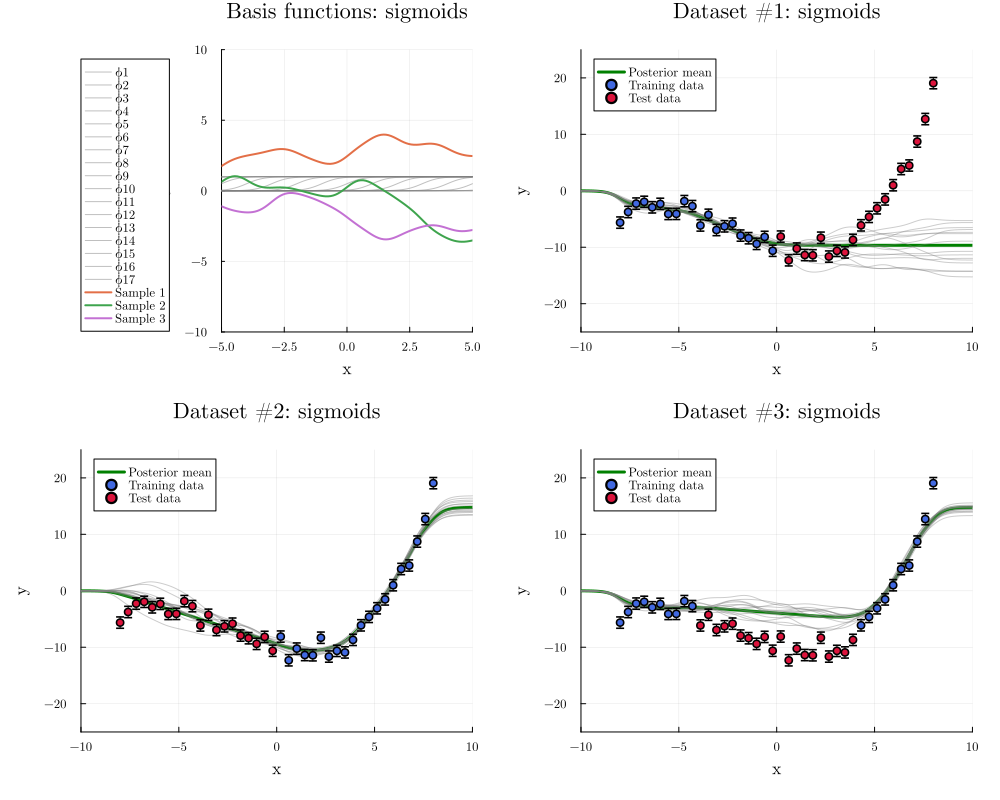 Basis functions: sigmoids
ϕ1
ϕ2
ϕ3
ϕ4
ϕ5
ϕ6
ϕ7
ϕ8
ϕ9
ϕ10
ϕ11
ϕ12
ϕ13
ϕ14
ϕ15
ϕ16
ϕ17
Sample 1
Sample 2
Sample 3
10
5
0
−5
−10
−5.0 −2.5 0.0 2.5 5.0
x
Dataset #1: sigmoids
Posterior mean
Training data
Test data
y
20
10
0
−10
−20
−10 −5 0 5 10
x
Dataset #2: sigmoids
Posterior mean
Training data
Test data
y
20
10
0
−10
−20
−10 −5 0 5 10
x
Dataset #3: sigmoids
Posterior mean
Training data
Test data
y
20
10
0
−10
−20
−10 −5 0 5 10
x